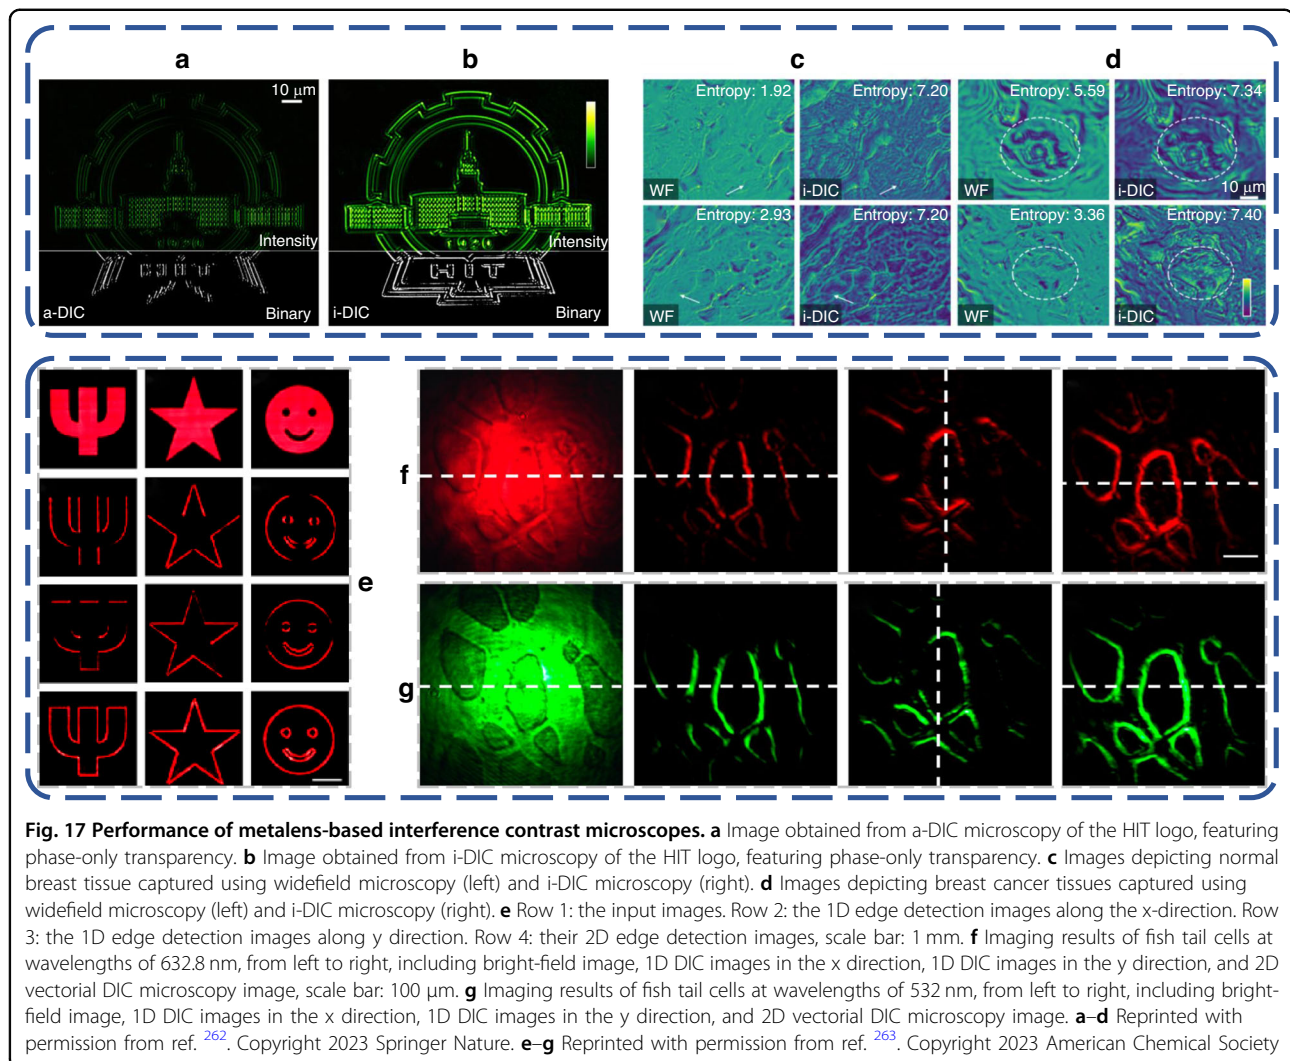 a
b
c
d
10 µm
Intensity
HIT
a-DIC
Binary
Intensity
HIT
i-DIC
Binary
Entropy: 1.92
WF
Entropy: 7.20
i-DIC
Entropy: 5.59
WF
Entropy: 7.34
i-DIC
10 µm
Entropy: 2.93
WF
Entropy: 7.20
i-DIC
Entropy: 3.36
WF
Entropy: 7.40
i-DIC
e
f
g
Fig. 17 Performance of metalens-based interference contrast microscopes. a Image obtained from a-DIC microscopy of the HIT logo, featuring
phase-only transparency. b Image obtained from i-DIC microscopy of the HIT logo, featuring phase-only transparency. c Images depicting normal
breast tissue captured using widefield microscopy (left) and i-DIC microscopy (right). d Images depicting breast cancer tissues captured using
widefield microscopy (left) and i-DIC microscopy (right). e Row 1: the input images. Row 2: the 1D edge detection images along the x-direction. Row
3: the 1D edge detection images along y direction. Row 4: their 2D edge detection images, scale bar: 1 mm. f Imaging results of fish tail cells at
wavelengths of 632.8 nm, from left to right, including bright-field image, 1D DIC images in the x direction, 1D DIC images in the y direction, and 2D
vectorial DIC microscopy image, scale bar: 100 µm. g Imaging results of fish tail cells at wavelengths of 532 nm, from left to right, including bright-
field image, 1D DIC images in the x direction, 1D DIC images in the y direction, and 2D vectorial DIC microscopy image. a–d Reprinted with
permission from ref. 262. Copyright 2023 Springer Nature. e–g Reprinted with permission from ref. 263. Copyright 2023 American Chemical Society